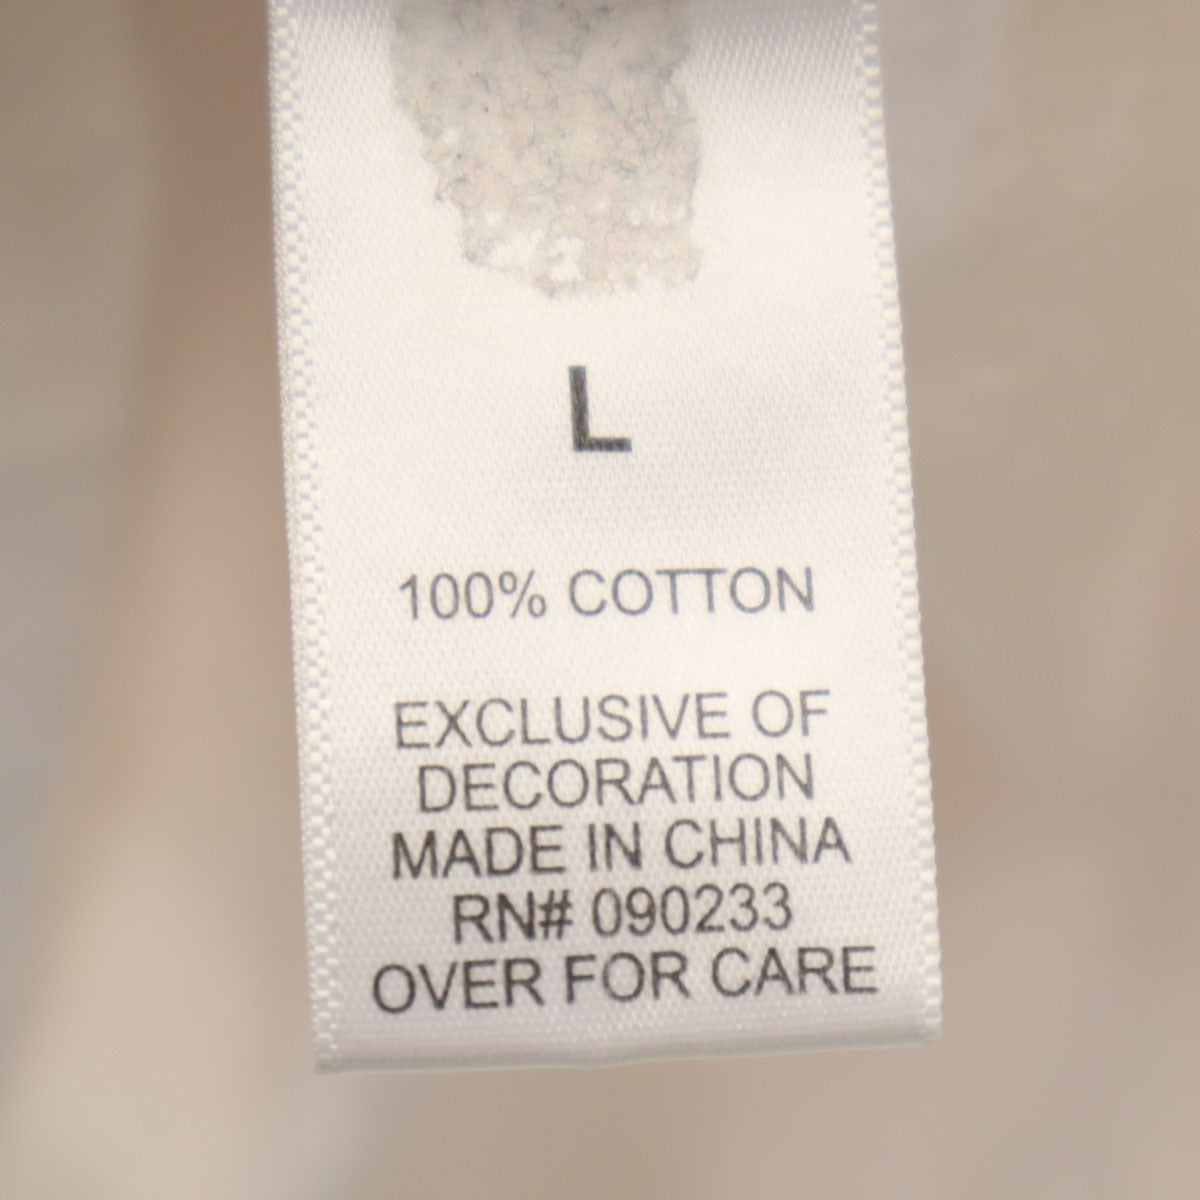 L
100% COTTON
EXCLUSIVE OF
DECORATION
MADE IN CHINA
RN# 090233
OVER FOR CARE